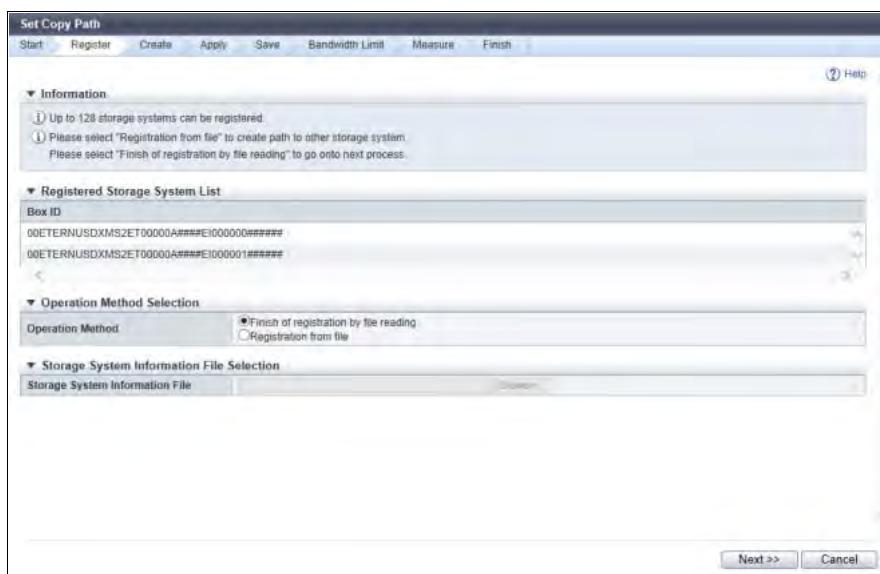 Set Copy Path
Start Register Create Apply Save Bandwidth Limit Measure Finish
Help
Information
Up to 128 storage systems can be registered.
Please select "Registration from file" to create path to other storage system.
Please select "Finish of registration by file reading" to go onto next process.
Registered Storage System List
Box ID
00ETERNUSDXMS2ET00000A####EI000000######
00ETERNUSDXMS2ET00000A####EI000001######
Operation Method Selection
Operation Method
Finish of registration by file reading
Registration from file
Storage System Information File Selection
Storage System Information File
Next >> Cancel